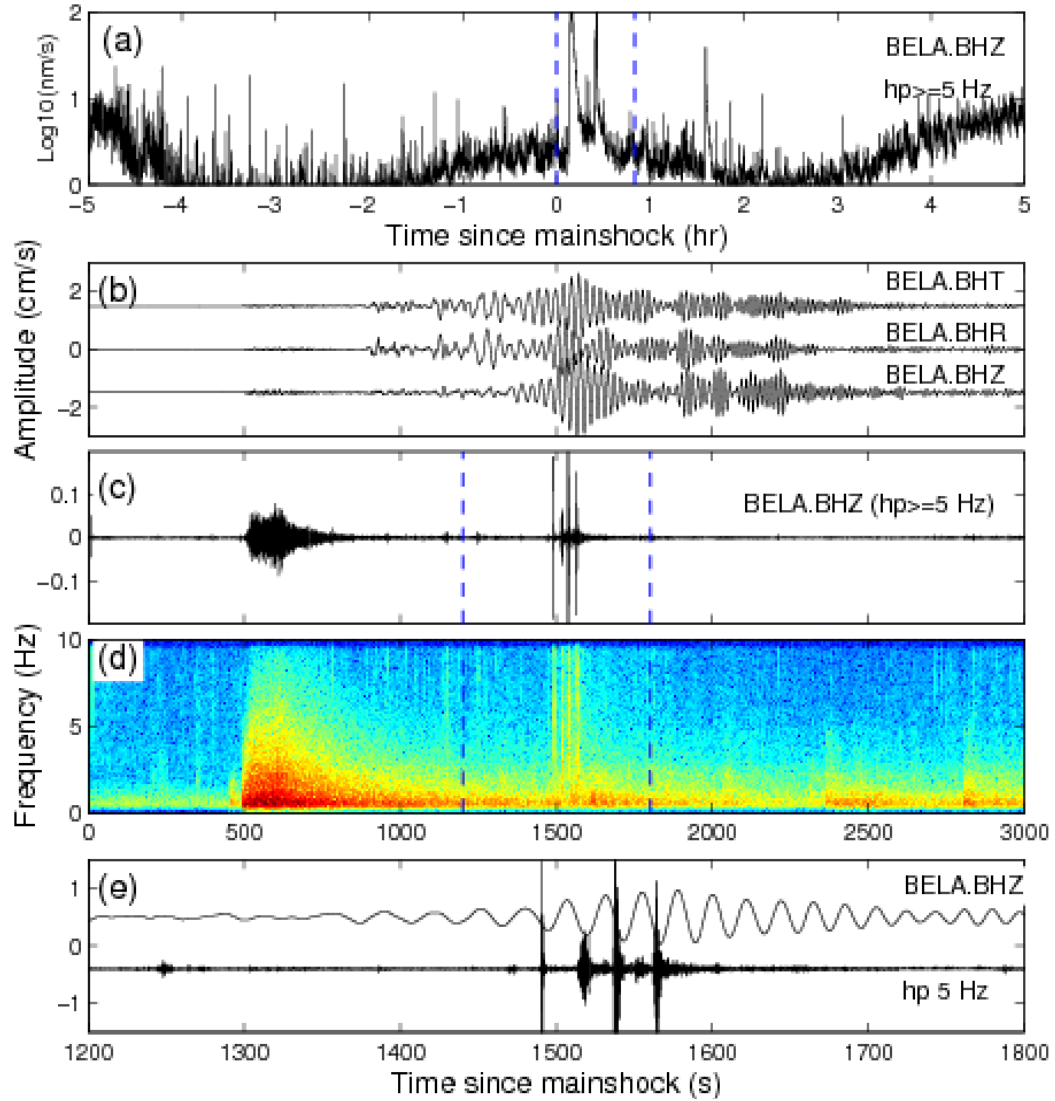 (a)
BELA.BHZ
hp>=5 Hz
Log10(nm/s)
2
1
0
-5 -4 -3 -2 -1 0 1 2 3 4 5
Time since mainshock (hr)
(b)
BELA.BHT
BELA.BHR
BELA.BHZ
Amplitude (cm/s)
2
0
-2
(c)
BELA.BHZ (hp>=5 Hz)
0.1
0
-0.1
(d)
Frequency (Hz)
10
5
0
0 500 1000 1500 2000 2500 3000
(e)
BELA.BHZ
hp 5 Hz
1
0
-1
1200 1300 1400 1500 1600 1700 1800
Time since mainshock (s)